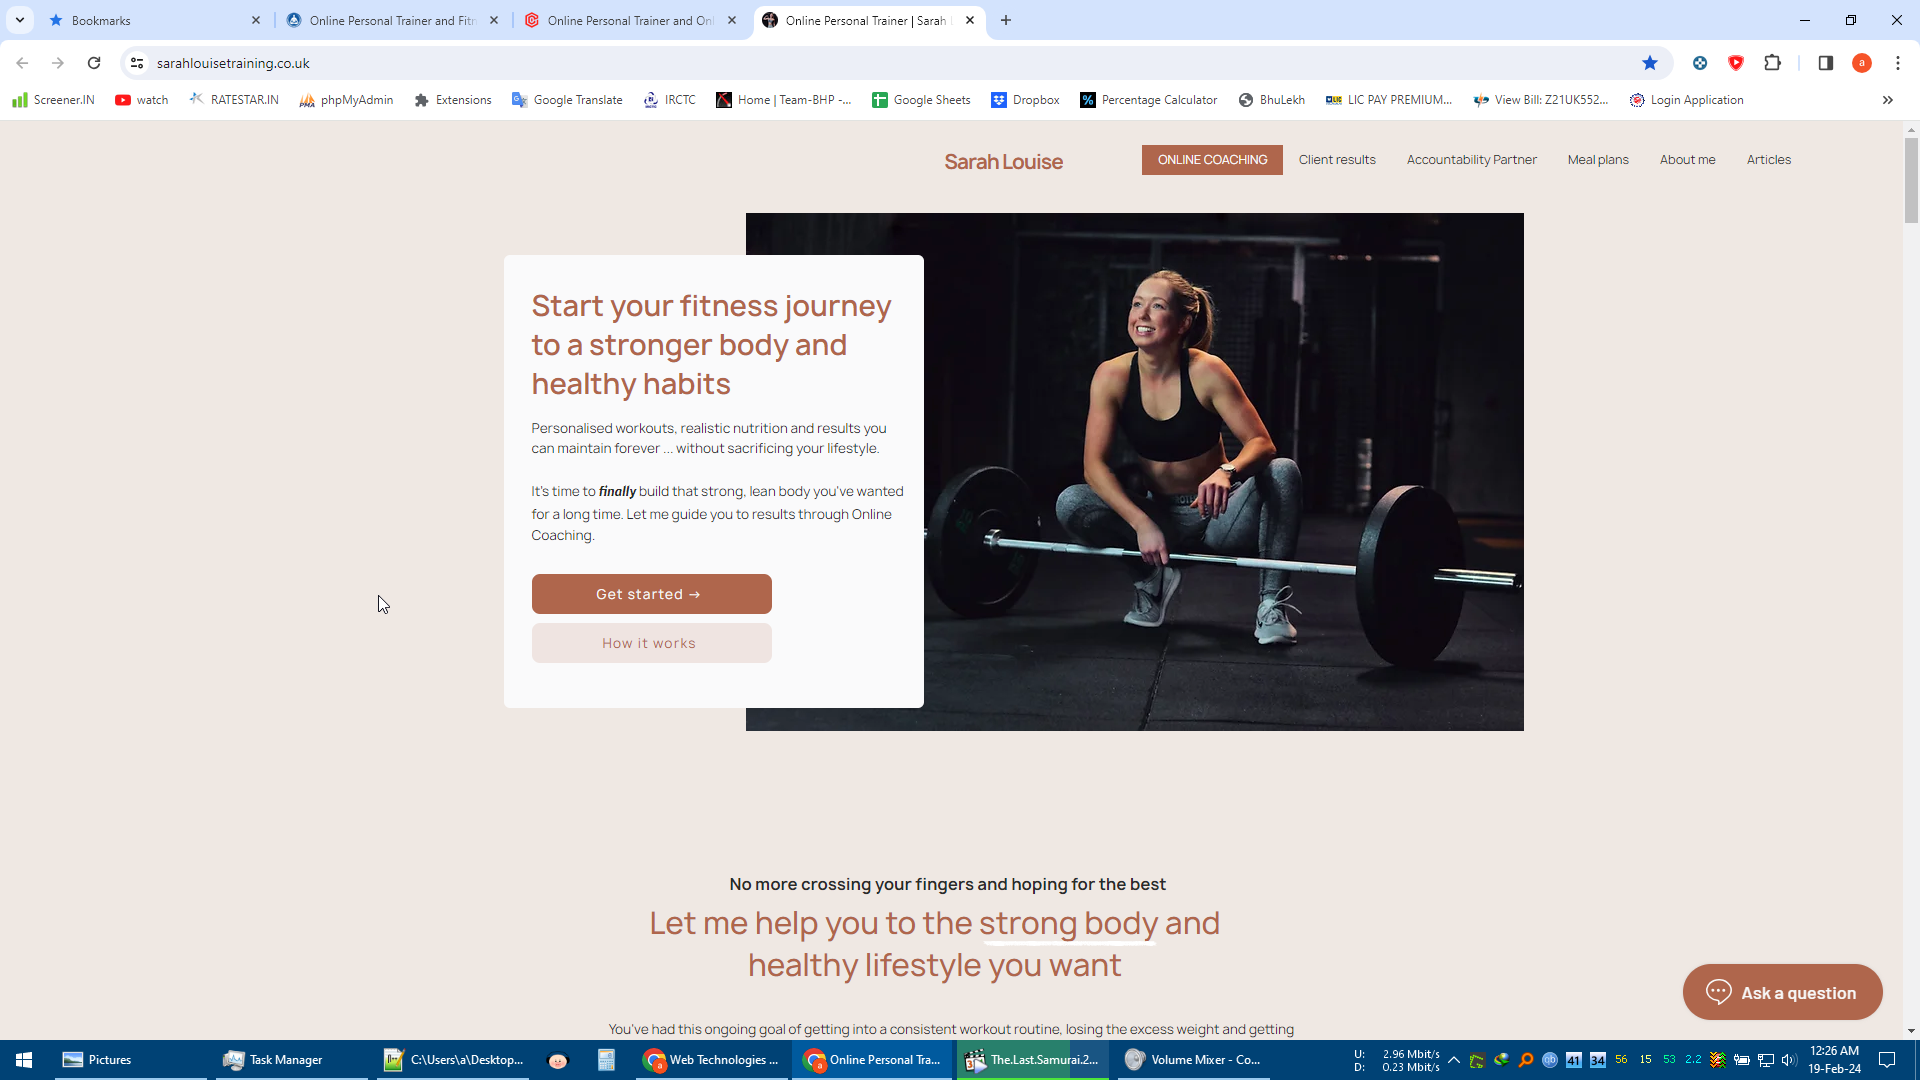 Bookmarks
Online Personal Trainer and Fitn
Online Personal Trainer and Onl
Online Personal Trainer | Sarah L
sarahlouisetraining.co.uk
a
Screener.IN
watch
RATESTAR.IN
phpMyAdmin
Extensions
Google Translate
IRCTC
Home | Team-BHP -...
Google Sheets
Dropbox
Percentage Calculator
BhuLekh
LIC PAY PREMIUM...
View Bill: Z21UK552...
Login Application
Sarah Louise
ONLINE COACHING
Client results
Accountability Partner
Meal plans
About me
Articles
Start your fitness journey
to a stronger body and
healthy habits
Personalised workouts, realistic nutrition and results you
can maintain forever ... without sacrificing your lifestyle.
It's time to finally build that strong, lean body you've wanted
for a long time. Let me guide you to results through Online
Coaching.
Get started →
How it works
No more crossing your fingers and hoping for the best
Let me help you to the strong body and
healthy lifestyle you want
You've had this ongoing goal of getting into a consistent workout routine, losing the excess weight and getting
Ask a question
Pictures
Task Manager
C:\Users\a\Desktop...
Web Technologies ...
Online Personal Tra...
The.Last.Samurai.2...
Volume Mixer - Co...
U: 2.96 Mbit/s
D: 0.23 Mbit/s
41
34
56
15
53
2.2
12:26 AM
19-Feb-24